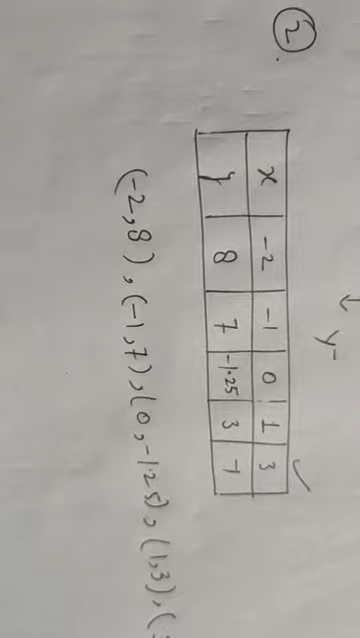 ② .
x -2 -1 0 1 3
y 8 7 -1.25 3 -1
(-2,8), (-1,7), (0,-1.25), (1,3), (
↓ y-